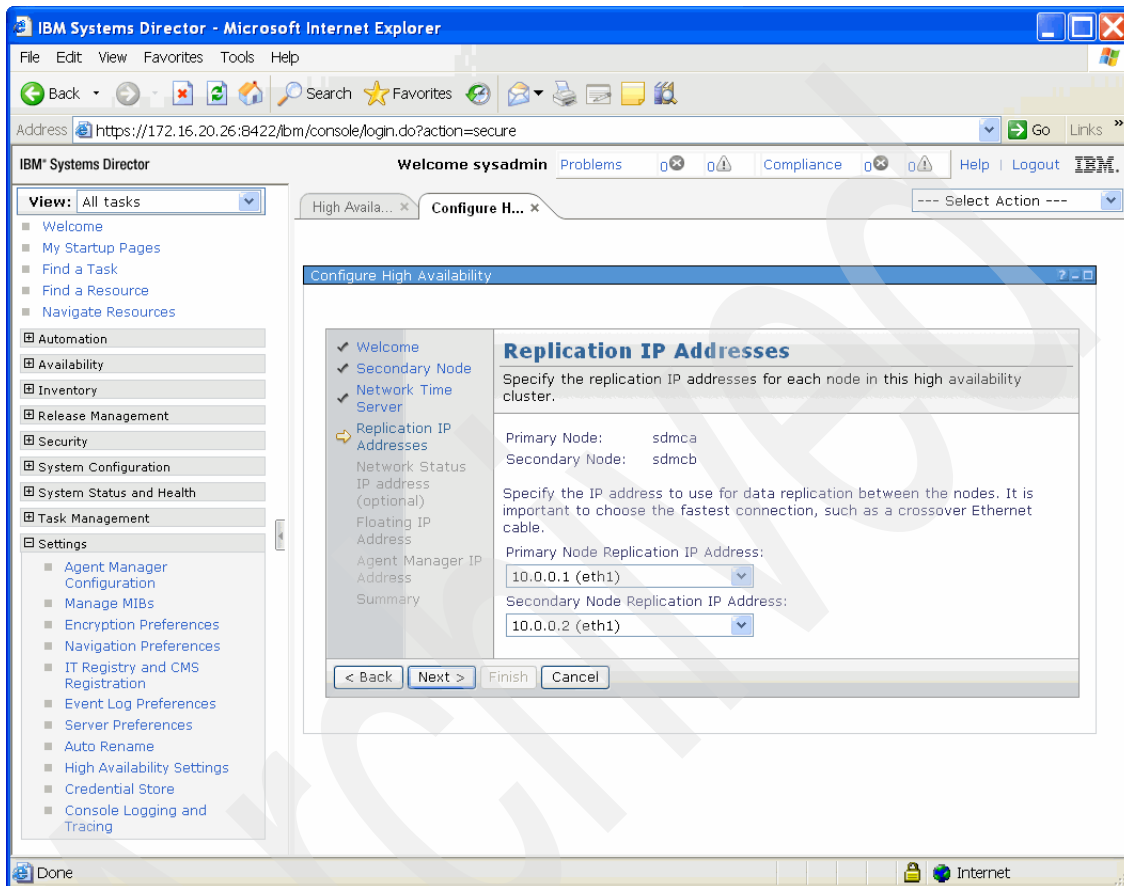 IBM Systems Director - Microsoft Internet Explorer
File Edit View Favorites Tools Help
Back Search Favorites
Address https://172.16.20.26:8422/ibm/console/login.do?action=secure Go Links »
IBM® Systems Director Welcome sysadmin Problems 0 0 Compliance 0 0 Help | Logout IBM.
View: All tasks
Welcome
My Startup Pages
Find a Task
Find a Resource
Navigate Resources
Automation
Availability
Inventory
Release Management
Security
System Configuration
System Status and Health
Task Management
Settings
Agent Manager
Configuration
Manage MIBs
Encryption Preferences
Navigation Preferences
IT Registry and CMS
Registration
Event Log Preferences
Server Preferences
Auto Rename
High Availability Settings
Credential Store
Console Logging and
Tracing
High Availa... Configure H...
--- Select Action ---
Configure High Availability
Welcome
Secondary Node
Network Time
Server
Replication IP
Addresses
Network Status
IP address
(optional)
Floating IP
Address
Agent Manager IP
Address
Summary
Replication IP Addresses
Specify the replication IP addresses for each node in this high availability
cluster.
Primary Node: sdmca
Secondary Node: sdmcb
Specify the IP address to use for data replication between the nodes. It is
important to choose the fastest connection, such as a crossover Ethernet
cable.
Primary Node Replication IP Address:
10.0.0.1 (eth1)
Secondary Node Replication IP Address:
10.0.0.2 (eth1)
< Back Next > Finish Cancel
Done Internet
Archived